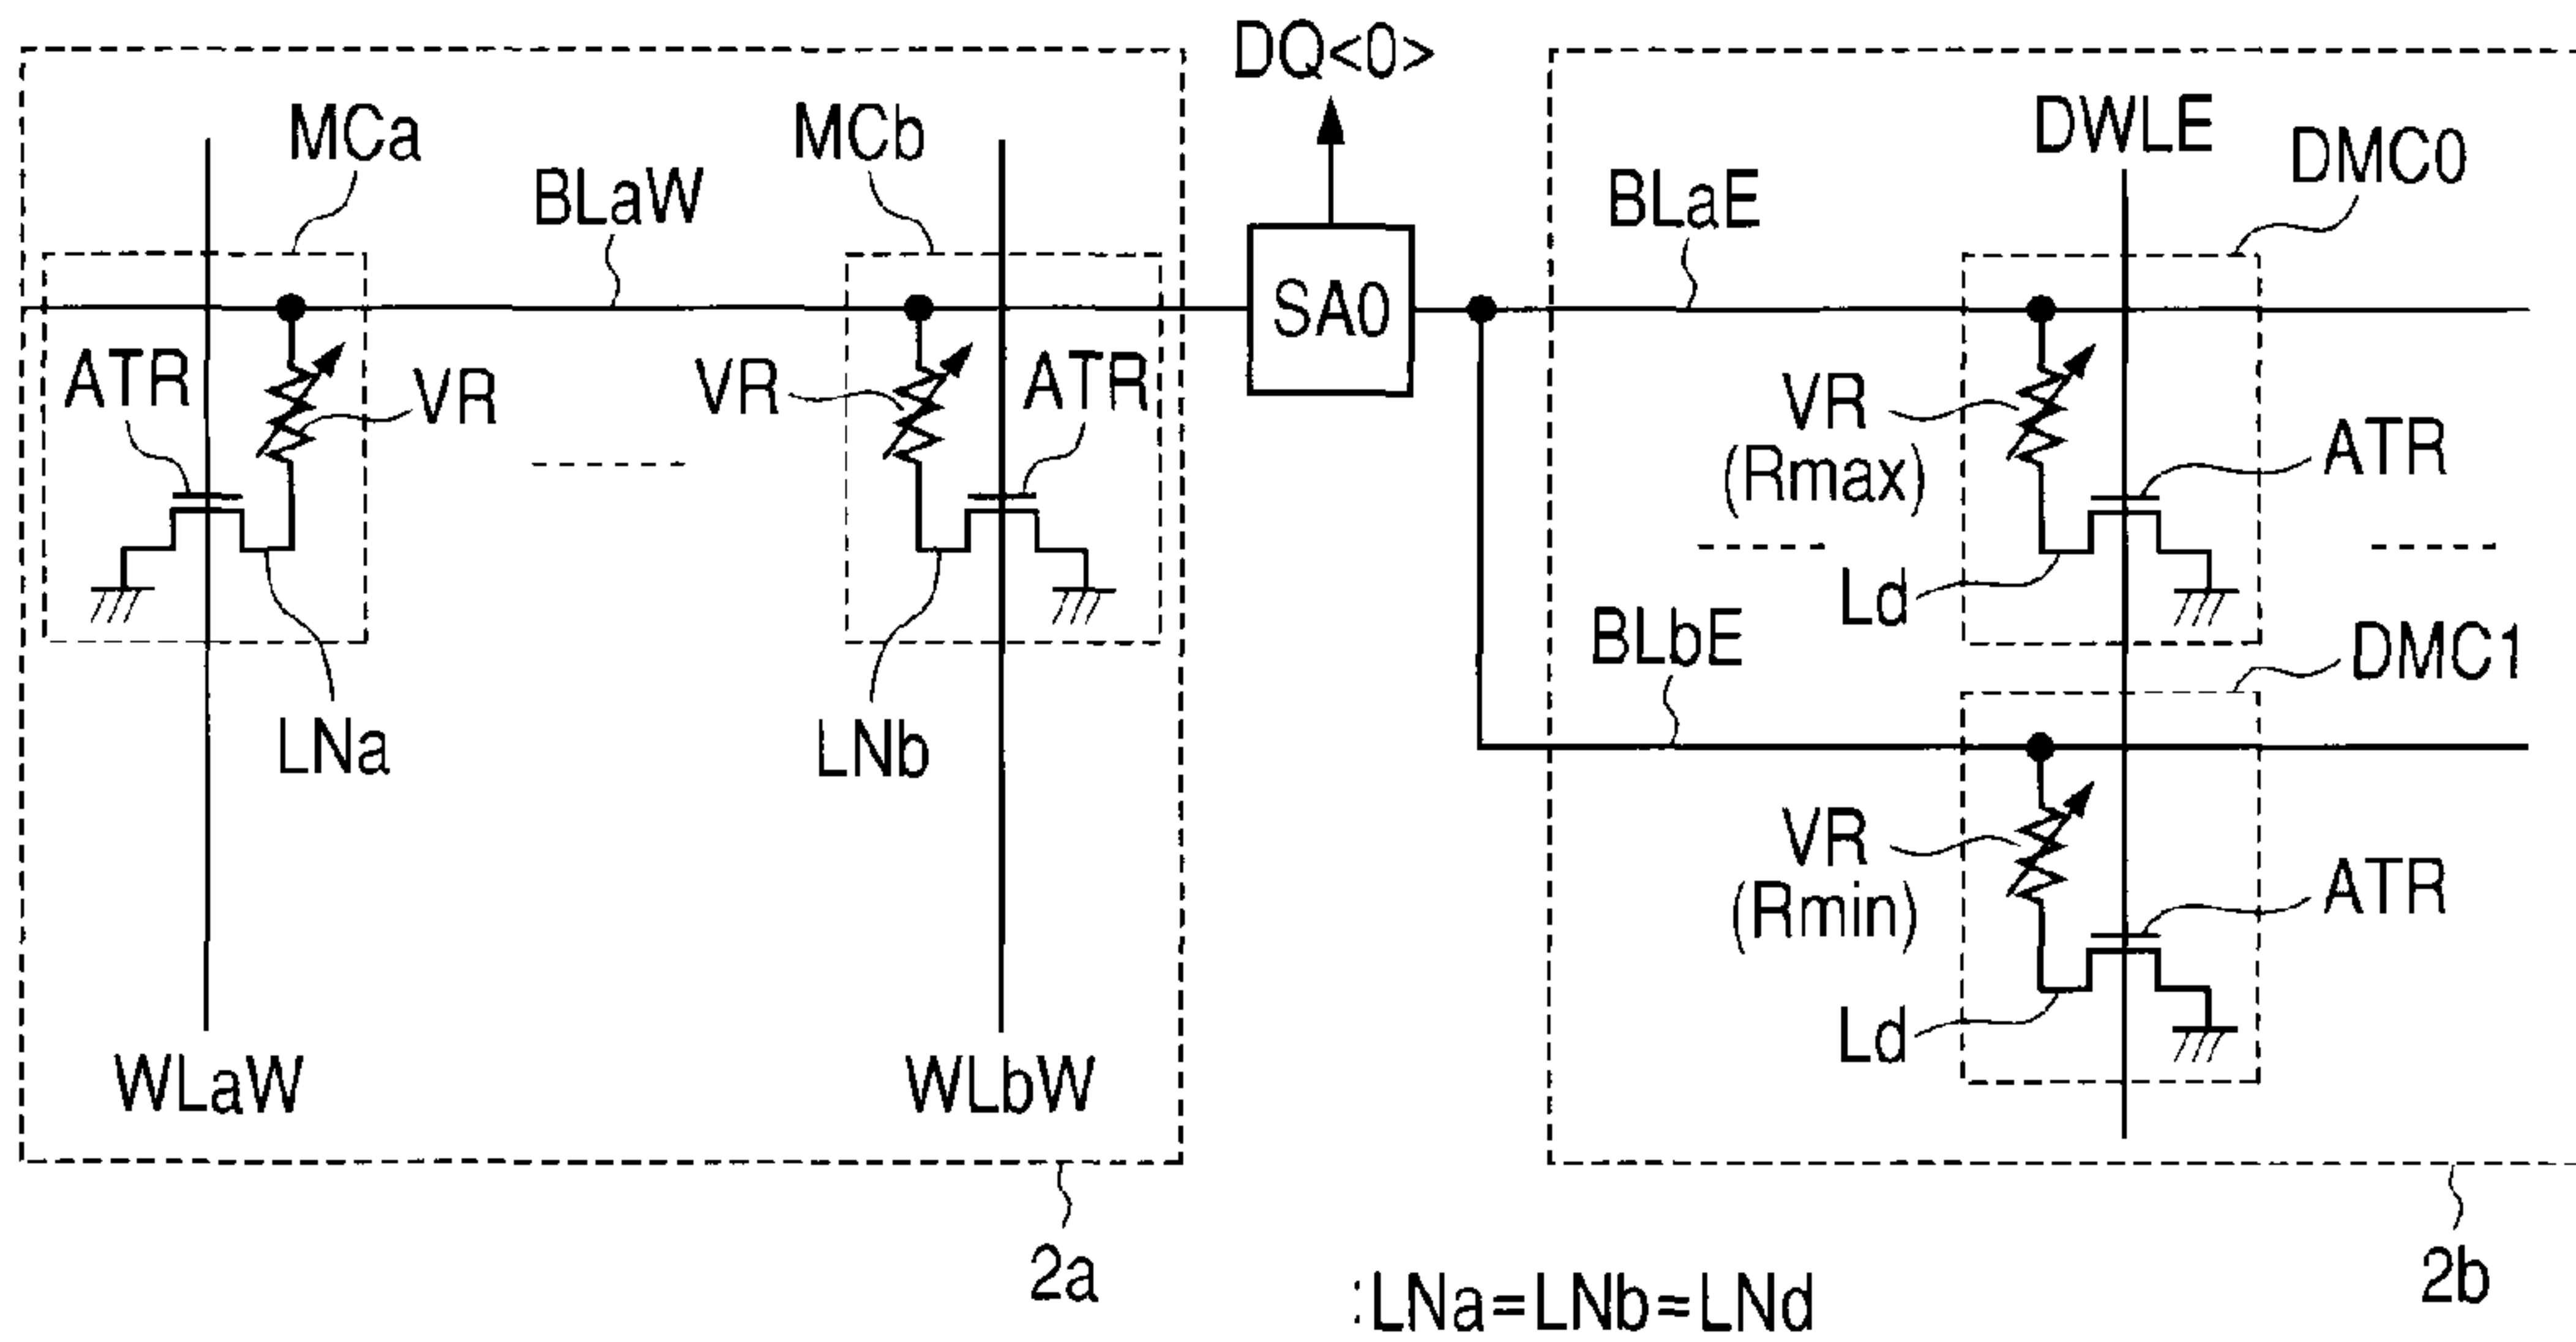 DQ<0>
MCa
MCb
BLaW
DWLE
DMC0
BLaE
SA0
ATR
VR
VR
ATR
VR
(Rmax)
ATR
Ld
LNa
LNb
BLbE
DMC1
VR
(Rmin)
ATR
Ld
WLaW
WLbW
2a
2b
:LNa=LNb=LNd